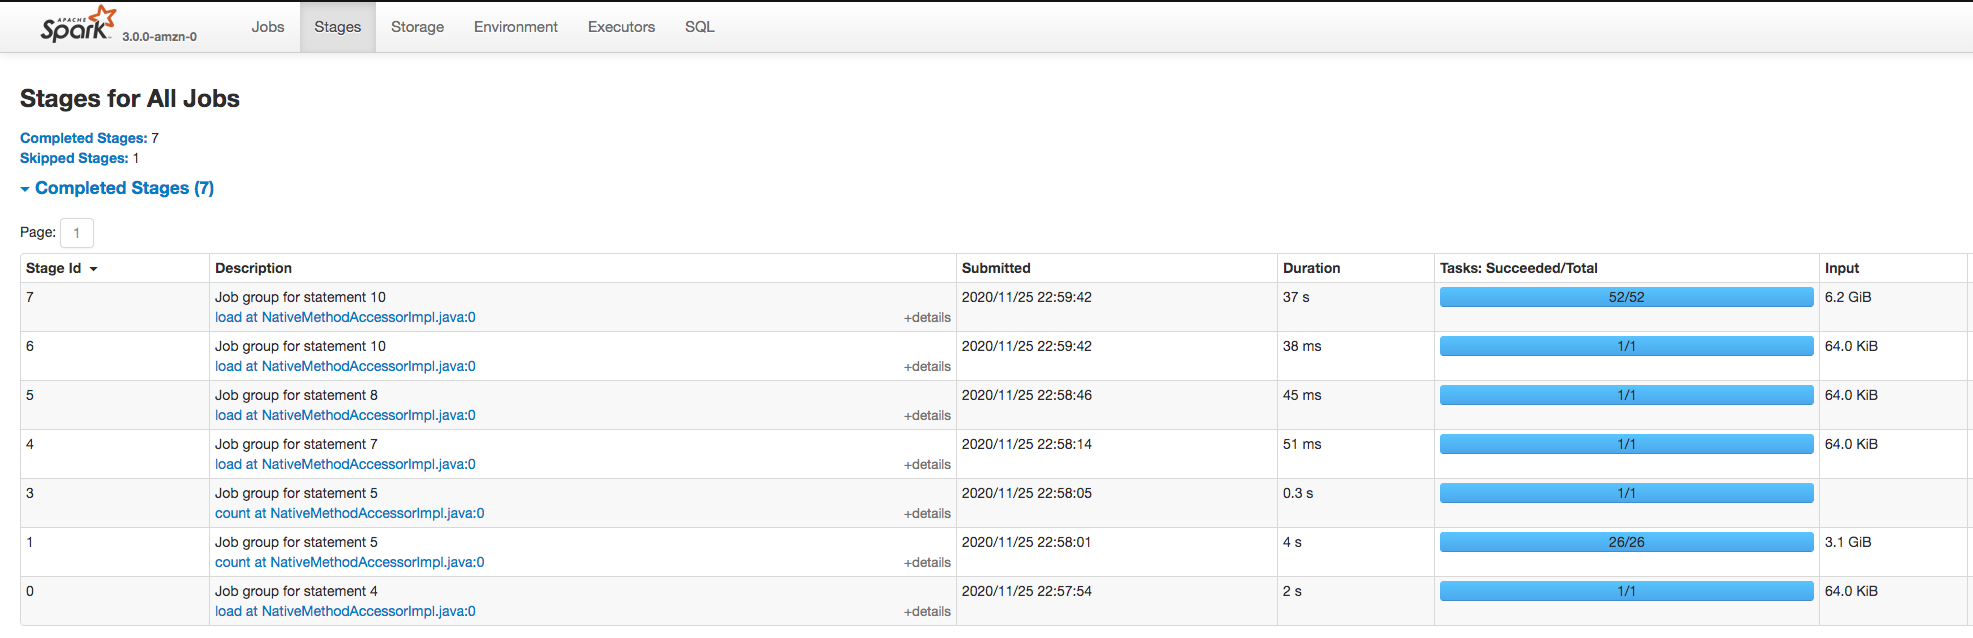 APACHE
Spark 3.0.0-amzn-0 Jobs Stages Storage Environment Executors SQL
Stages for All Jobs
Completed Stages: 7
Skipped Stages: 1
Completed Stages (7)
Page: 1
Stage Id Description Submitted Duration Tasks: Succeeded/Total Input
7 Job group for statement 10 2020/11/25 22:59:42 37 s 52/52 6.2 GiB
load at NativeMethodAccessorImpl.java:0 +details
6 Job group for statement 10 2020/11/25 22:59:42 38 ms 1/1 64.0 KiB
load at NativeMethodAccessorImpl.java:0 +details
5 Job group for statement 8 2020/11/25 22:58:46 45 ms 1/1 64.0 KiB
load at NativeMethodAccessorImpl.java:0 +details
4 Job group for statement 7 2020/11/25 22:58:14 51 ms 1/1 64.0 KiB
load at NativeMethodAccessorImpl.java:0 +details
3 Job group for statement 5 2020/11/25 22:58:05 0.3 s 1/1
count at NativeMethodAccessorImpl.java:0 +details
1 Job group for statement 5 2020/11/25 22:58:01 4 s 26/26 3.1 GiB
count at NativeMethodAccessorImpl.java:0 +details
0 Job group for statement 4 2020/11/25 22:57:54 2 s 1/1 64.0 KiB
load at NativeMethodAccessorImpl.java:0 +details